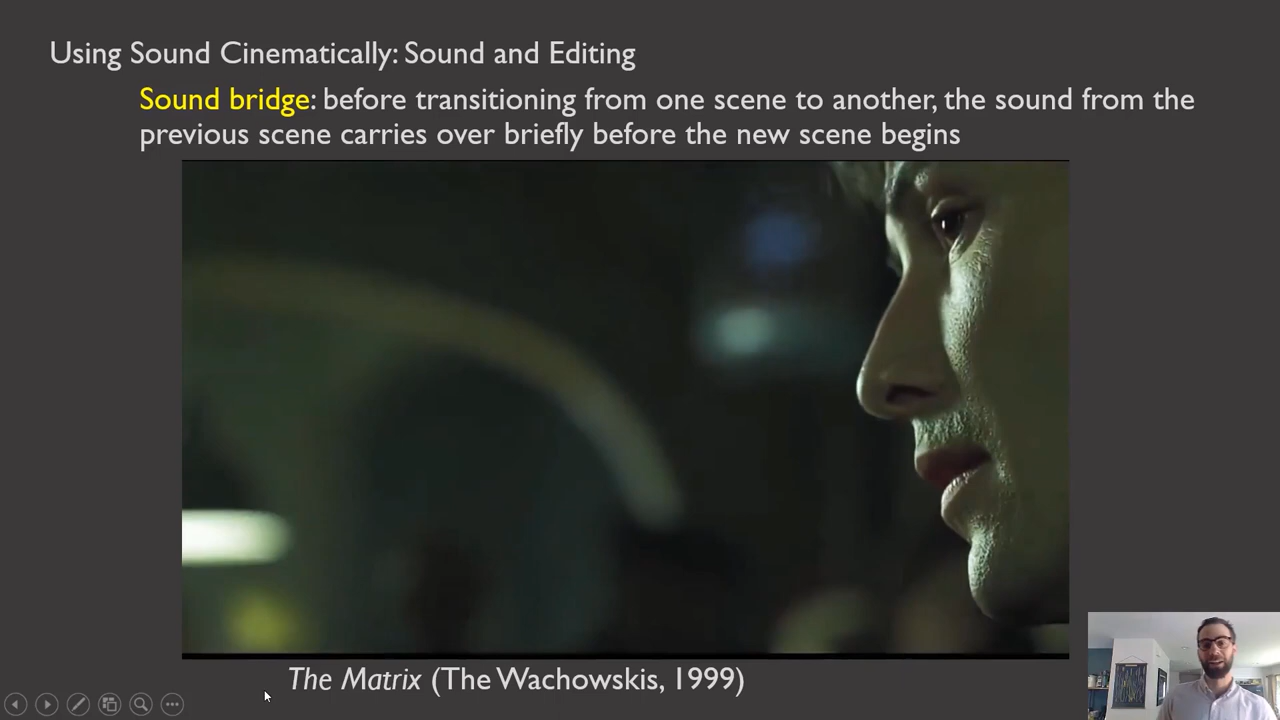 Using Sound Cinematically: Sound and Editing
Sound bridge: before transitioning from one scene to another, the sound from the
previous scene carries over briefly before the new scene begins
The Matrix (The Wachowskis, 1999)